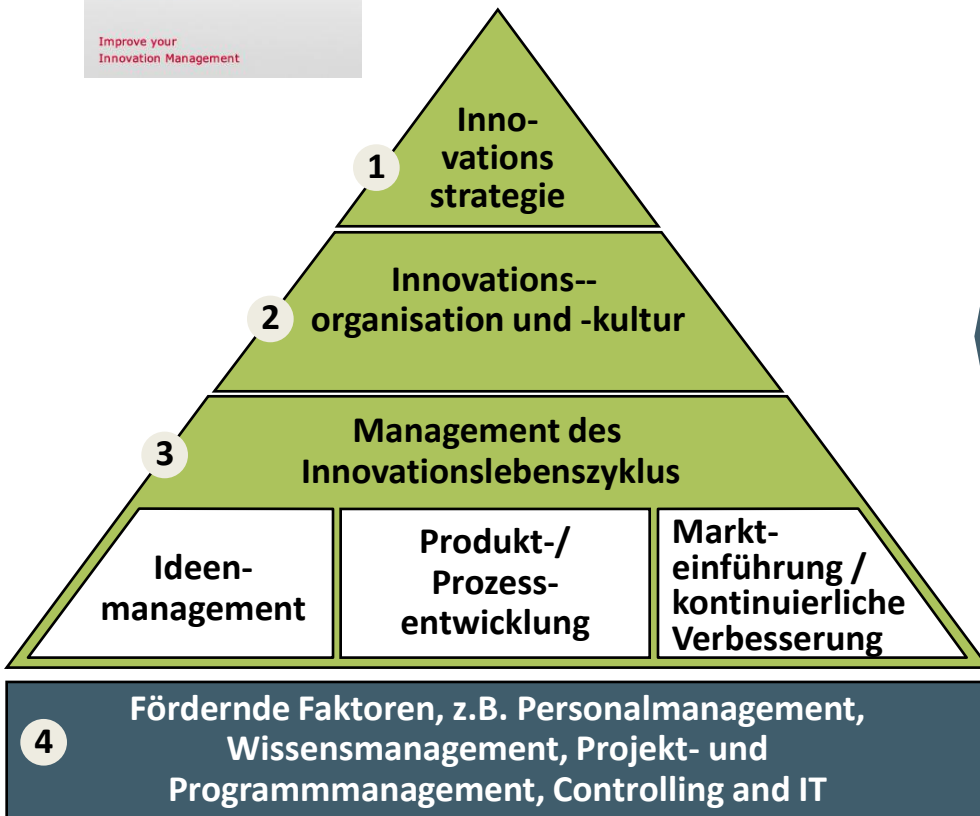 Improve your
Innovation Management
Inno-
vations
strategie
1
Innovations--
organisation und -kultur
2
Management des
Innovationslebenszyklus
3
Ideen-
management
Produkt-/
Prozess-
entwicklung
Markt-
einführung /
kontinuierliche
Verbesserung
4
Fördernde Faktoren, z.B. Personalmanagement,
Wissensmanagement, Projekt- und
Programmmanagement, Controlling and IT